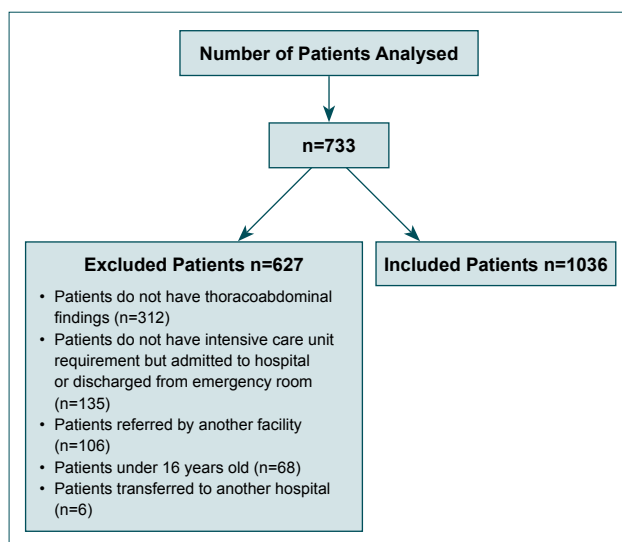 Number of Patients Analysed
n=733
Excluded Patients n=627
• Patients do not have thoracoabdominal
findings (n=312)
• Patients do not have intensive care unit
requirement but admitted to hospital
or discharged from emergency room
(n=135)
• Patients referred by another facility
(n=106)
• Patients under 16 years old (n=68)
• Patients transferred to another hospital
(n=6)
Included Patients n=1036